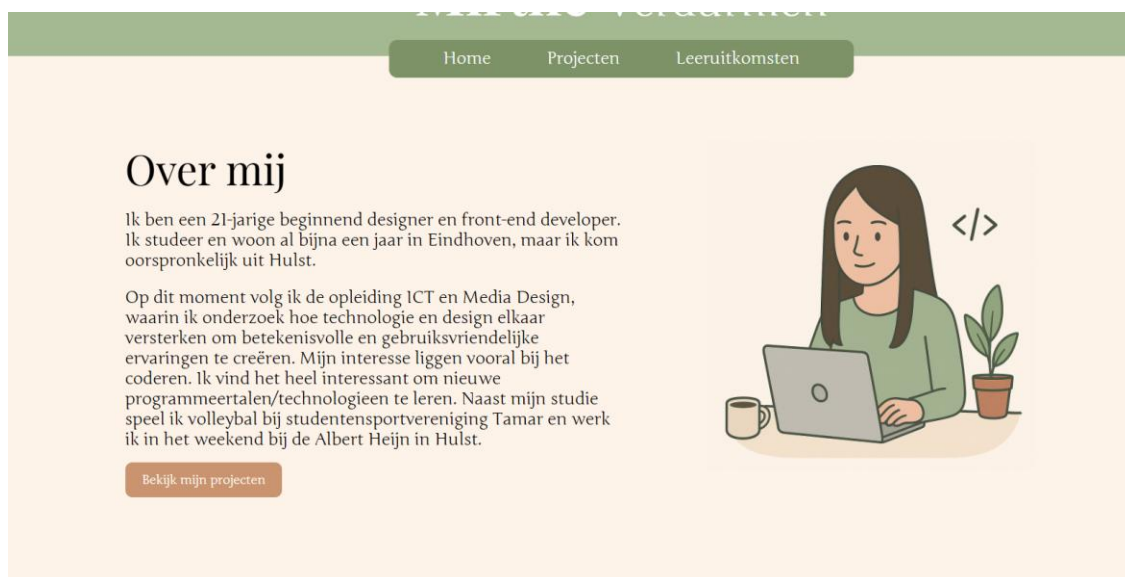 Home Projecten Leeruitkomsten
Over mij
Ik ben een 21-jarige beginnend designer en front-end developer.
Ik studeer en woon al bijna een jaar in Eindhoven, maar ik kom
oorspronkelijk uit Hulst.
Op dit moment volg ik de opleiding ICT en Media Design,
waarin ik onderzoek hoe technologie en design elkaar
versterken om betekenisvolle en gebruiksvriendelijke
ervaringen te creëren. Mijn interesse liggen vooral bij het
coderen. Ik vind het heel interessant om nieuwe
programmeertalen/technologieen te leren. Naast mijn studie
speel ik volleybal bij studentensportvereniging Tamar en werk
ik in het weekend bij de Albert Heijn in Hulst.
Bekijk mijn projecten
</>